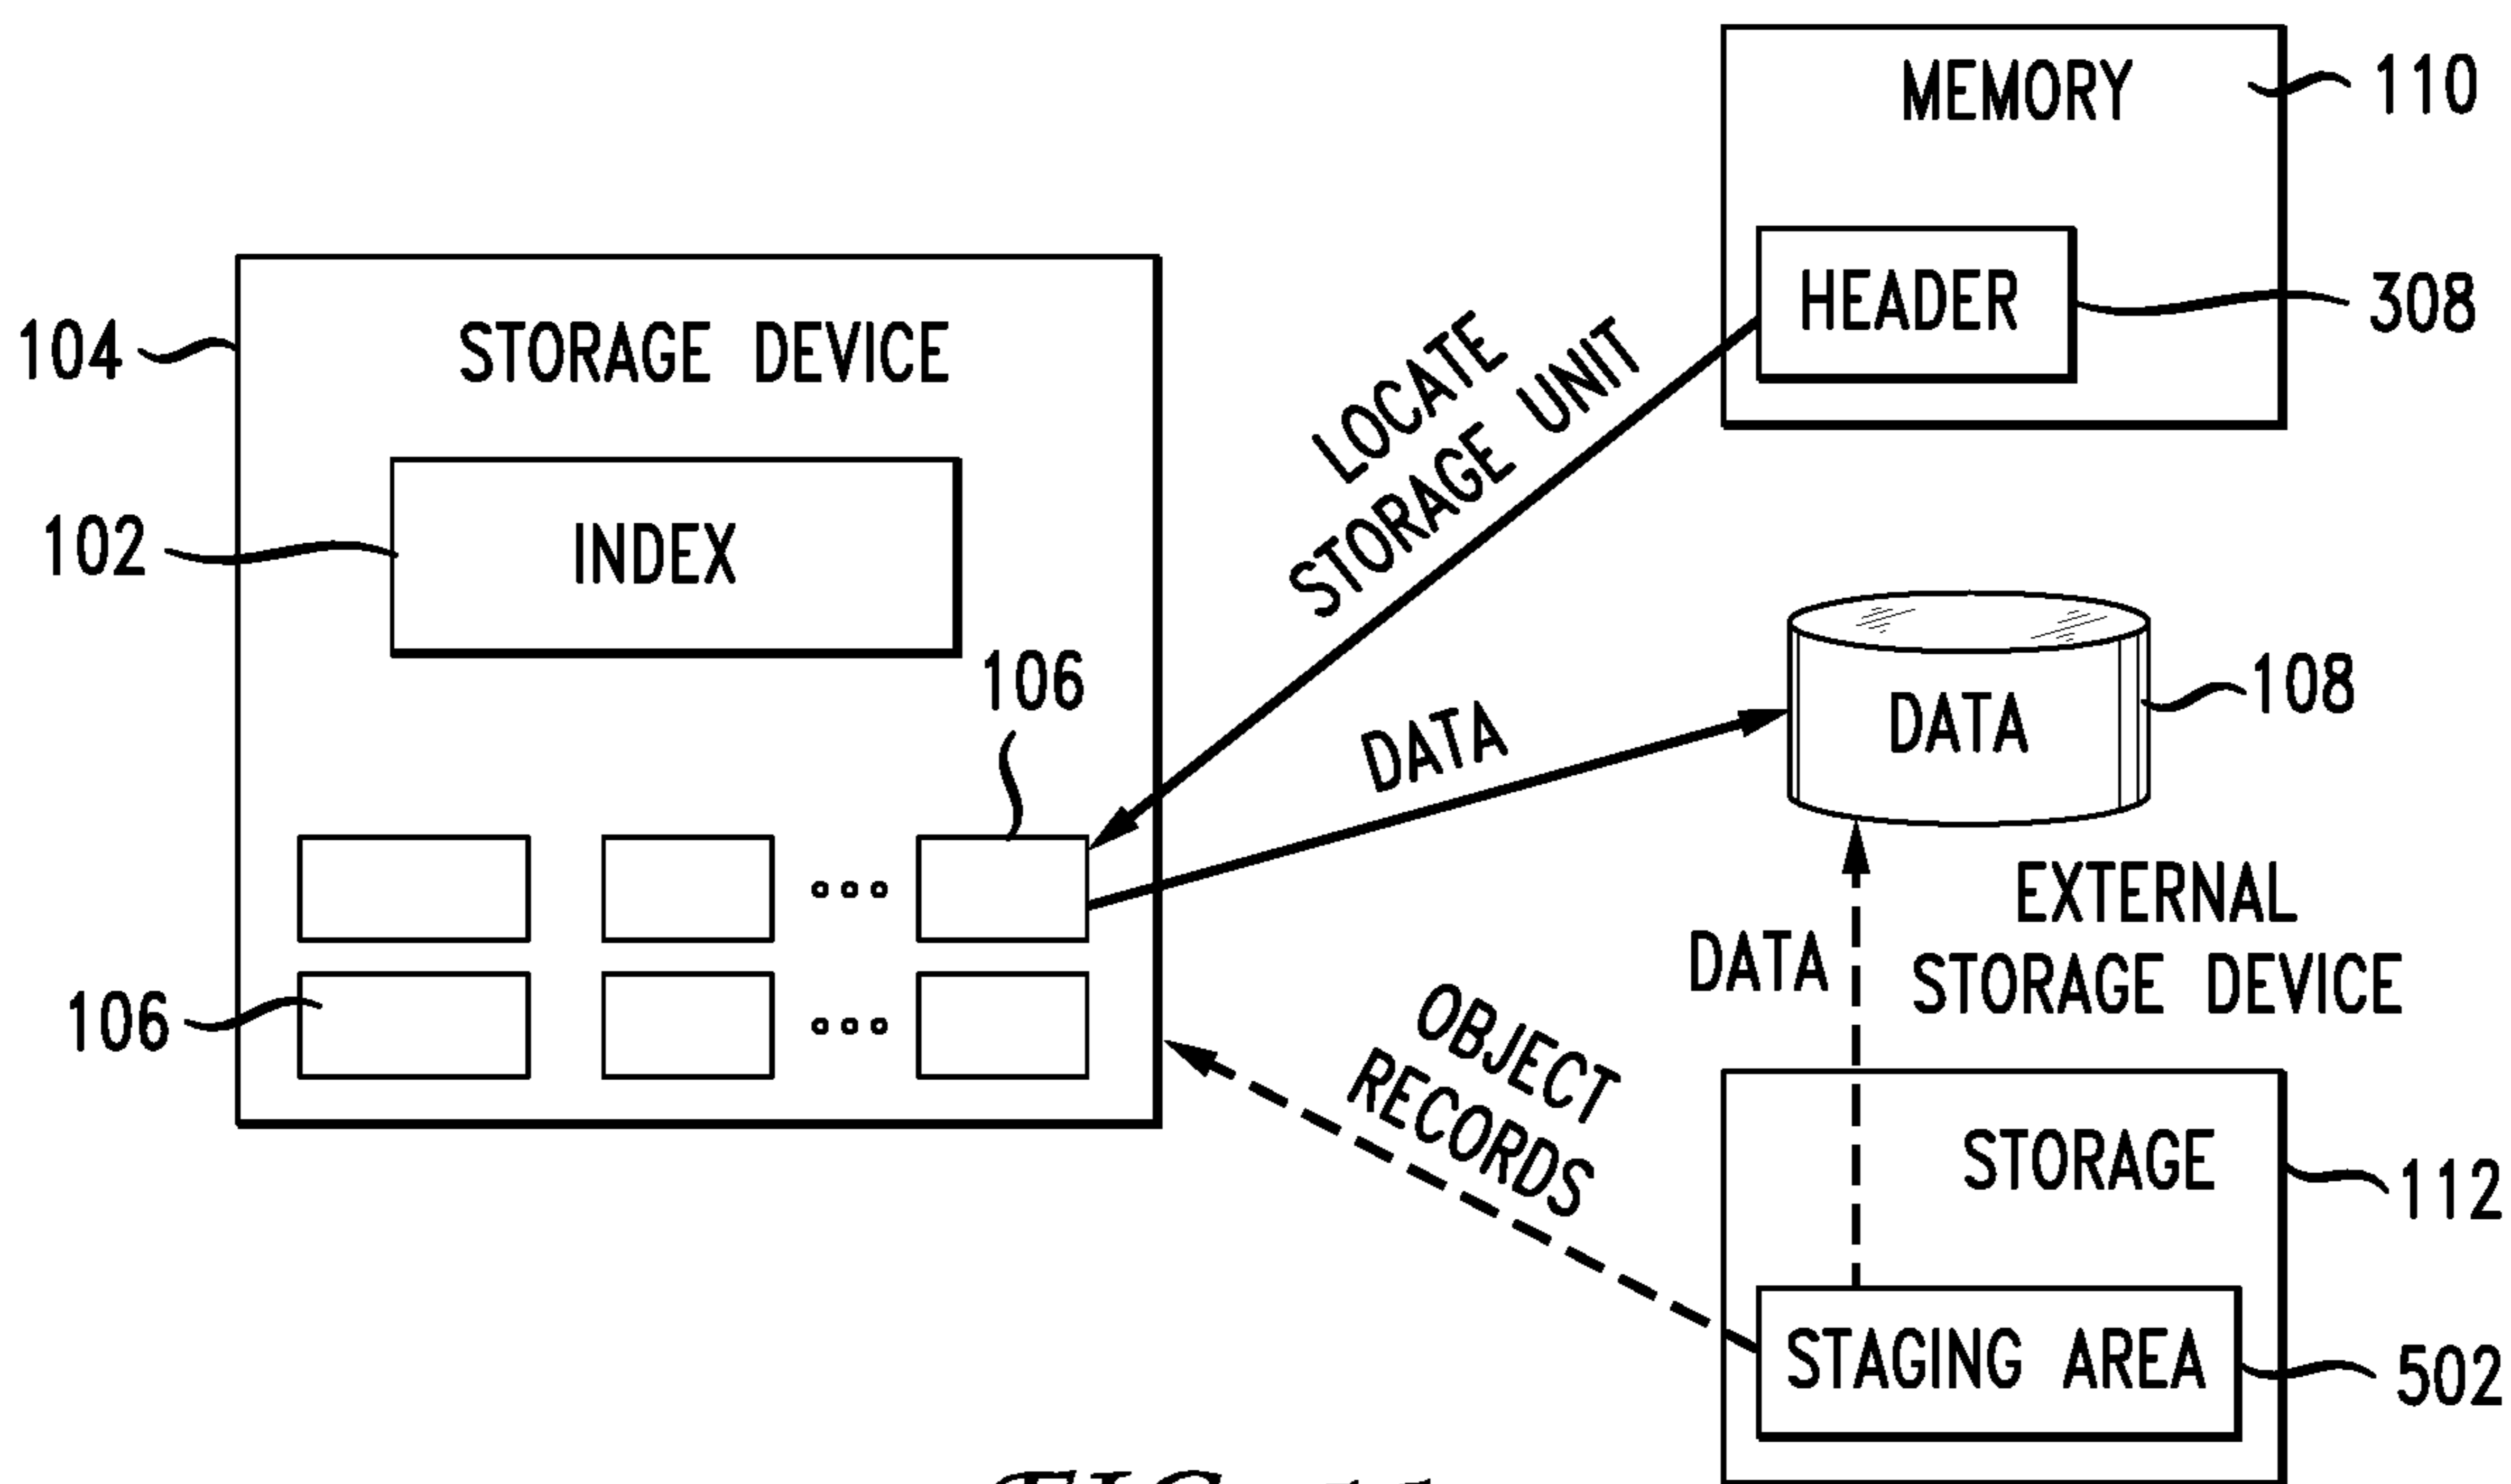 MEMORY
110
HEADER
308
104
STORAGE DEVICE
LOCATE
STORAGE UNIT
102
INDEX
106
DATA
DATA
108
106
DATA
EXTERNAL
STORAGE DEVICE
OBJECT
RECORDS
STORAGE
112
STAGING AREA
502